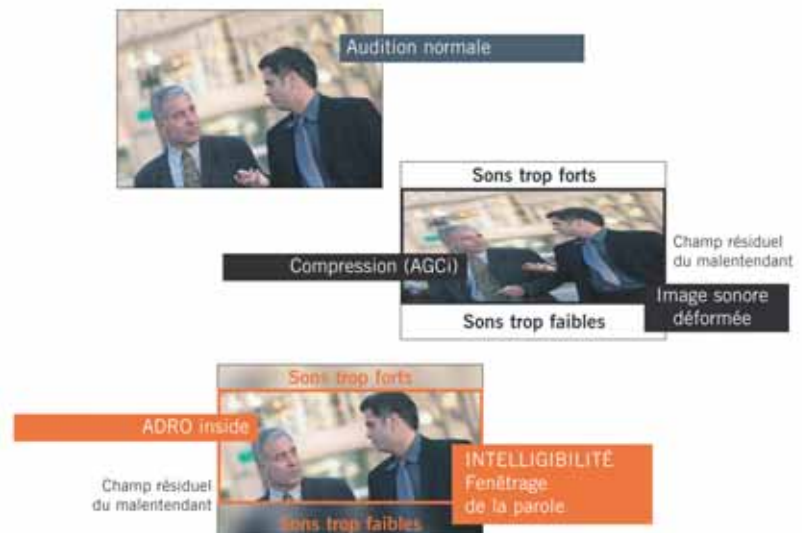 Audition normale
Sons trop forts
Compression (AGCi)
Champ résiduel
du malentendant
Image sonore
déformée
Sons trop faibles
Sons trop forts
ADRO inside
INTELLIGIBILITÉ
Fenêtrage
de la parole
Champ résiduel
du malentendant
Sons trop faibles